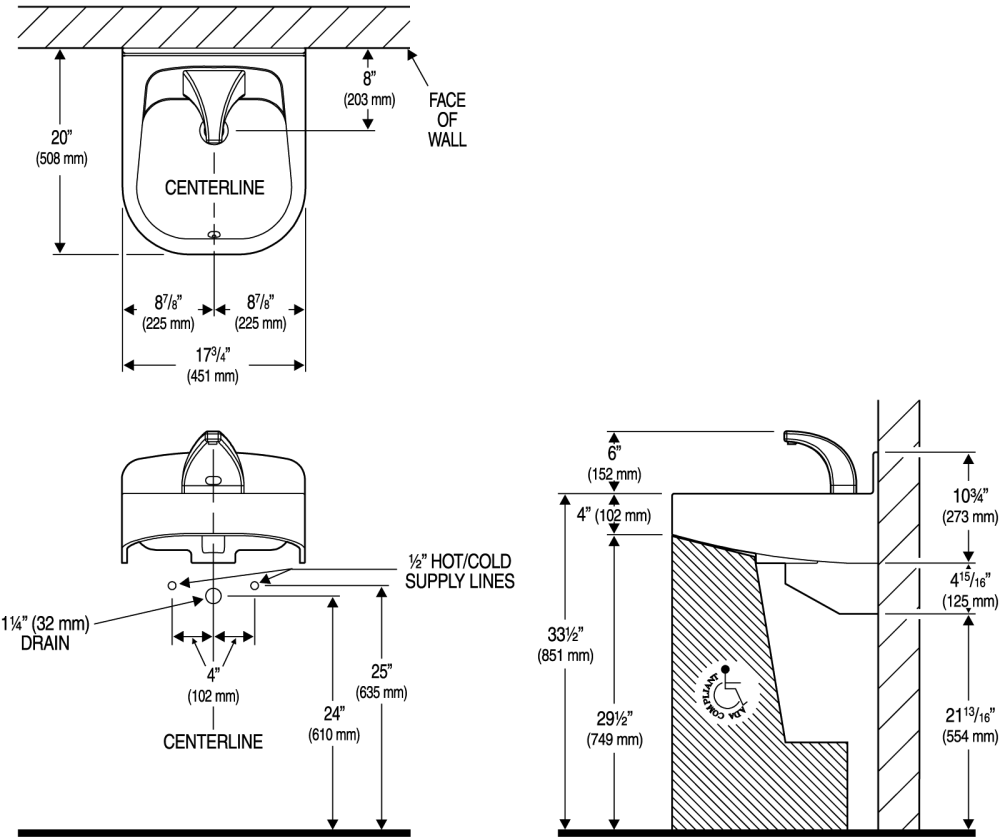 8”
(203 mm)
FACE
OF
WALL
20”
(508 mm)
CENTERLINE
8⁷/₈”
(225 mm)
8⁷/₈”
(225 mm)
17³/₄”
(451 mm)
6”
(152 mm)
4” (102 mm)
10¾”
(273 mm)
½” HOT/COLD
SUPPLY LINES
4¹⁵/₁₆”
(125 mm)
1¼” (32 mm)
DRAIN
33½”
(851 mm)
4”
(102 mm)
25”
(635 mm)
24”
(610 mm)
29½”
(749 mm)
ADA COMPLIANT
21¹³/₁₆”
(554 mm)
CENTERLINE